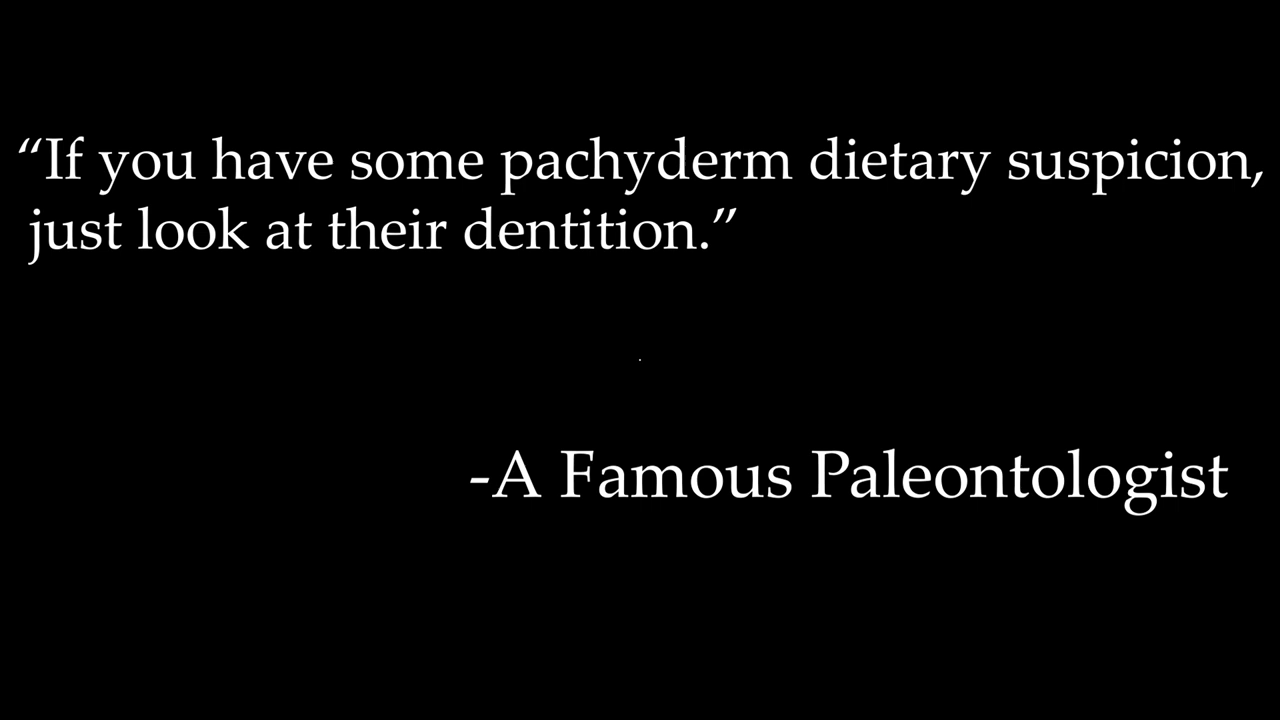 “If you have some pachyderm dietary suspicion,
just look at their dentition.”
-A Famous Paleontologist